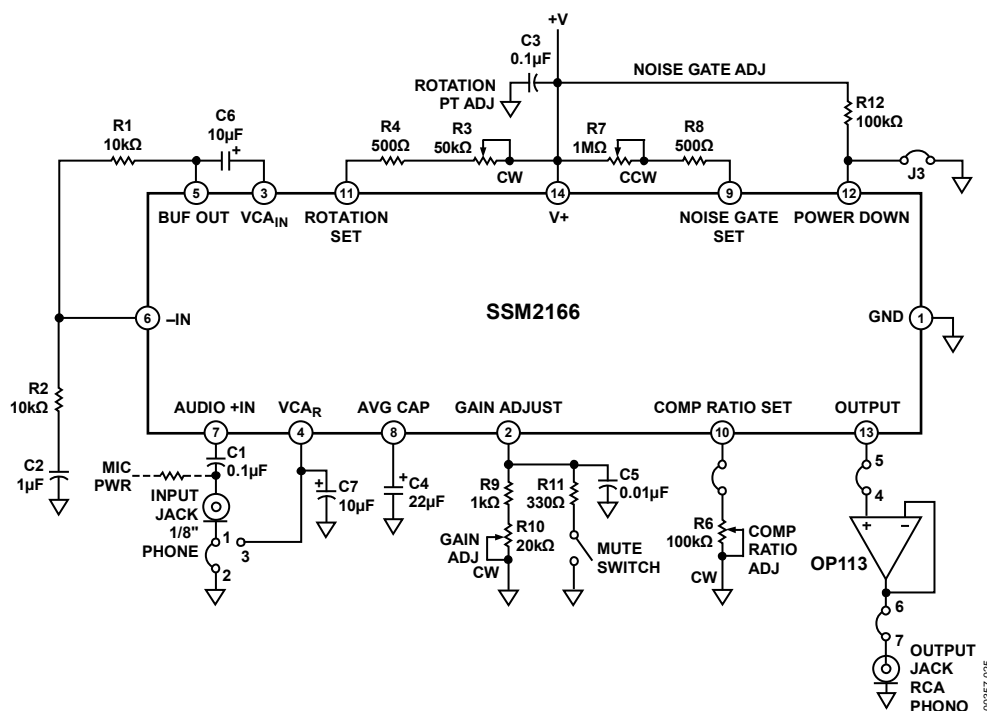 +V
C3
0.1µF
ROTATION
PT ADJ
NOISE GATE ADJ
R12
100kΩ
R1
10kΩ
C6
10µF
+
R4
500Ω
R3
50kΩ
CW
R7
1MΩ
CCW
R8
500Ω
J3
5
3
11
14
9
12
BUF OUT
VCAIN
ROTATION
SET
V+
NOISE GATE
SET
POWER DOWN
SSM2166
6
–IN
GND
1
R2
10kΩ
C2
1µF
AUDIO +IN
VCAR
AVG CAP
GAIN ADJUST
COMP RATIO SET
OUTPUT
7
4
8
2
10
13
C1
0.1µF
MIC
PWR
INPUT
JACK
1/8"
PHONE
1
2
3
+
C7
10µF
+
C4
22µF
R9
1kΩ
R10
20kΩ
GAIN
ADJ
CW
R11
330Ω
C5
0.01µF
MUTE
SWITCH
R6
100kΩ
COMP
RATIO
ADJ
CW
5
4
+
–
OP113
6
7
OUTPUT
JACK
RCA
PHONO
00357-025